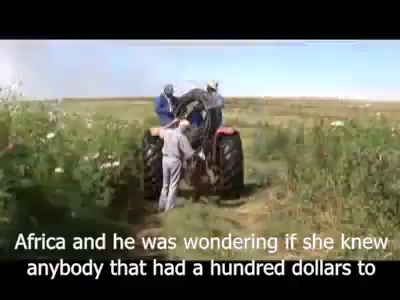 Africa and he was wondering if she knew
anybody that had a hundred dollars to